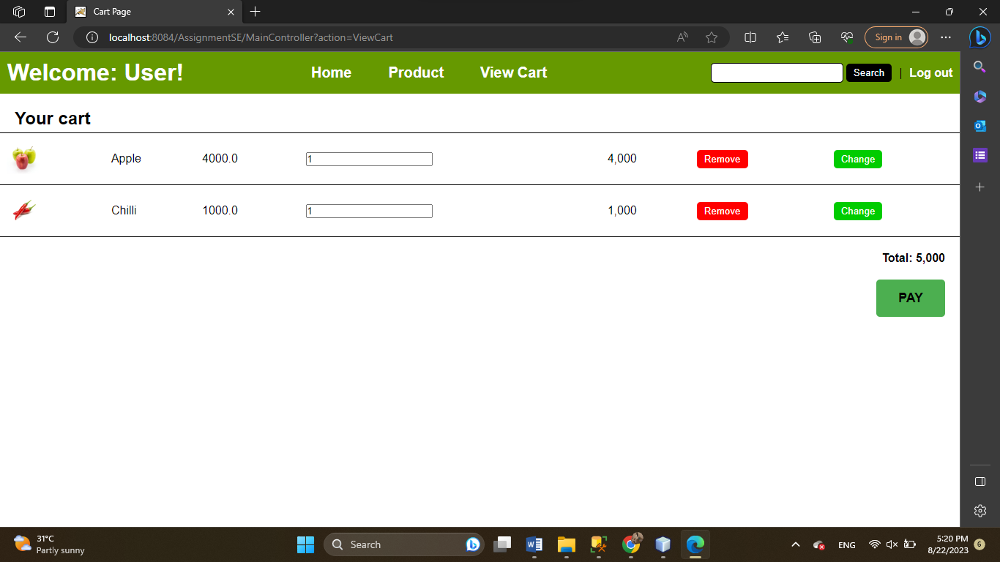 Cart Page
localhost:8084/AssignmentSE/MainController?action=ViewCart
Sign in
Welcome: User!
Home
Product
View Cart
Search
|
Log out
Your cart
Apple 4000.0 1 4,000 Remove Change
Chilli 1000.0 1 1,000 Remove Change
Total: 5,000
PAY
31°C
Partly sunny
Search
ENG
5:20 PM
8/22/2023
6